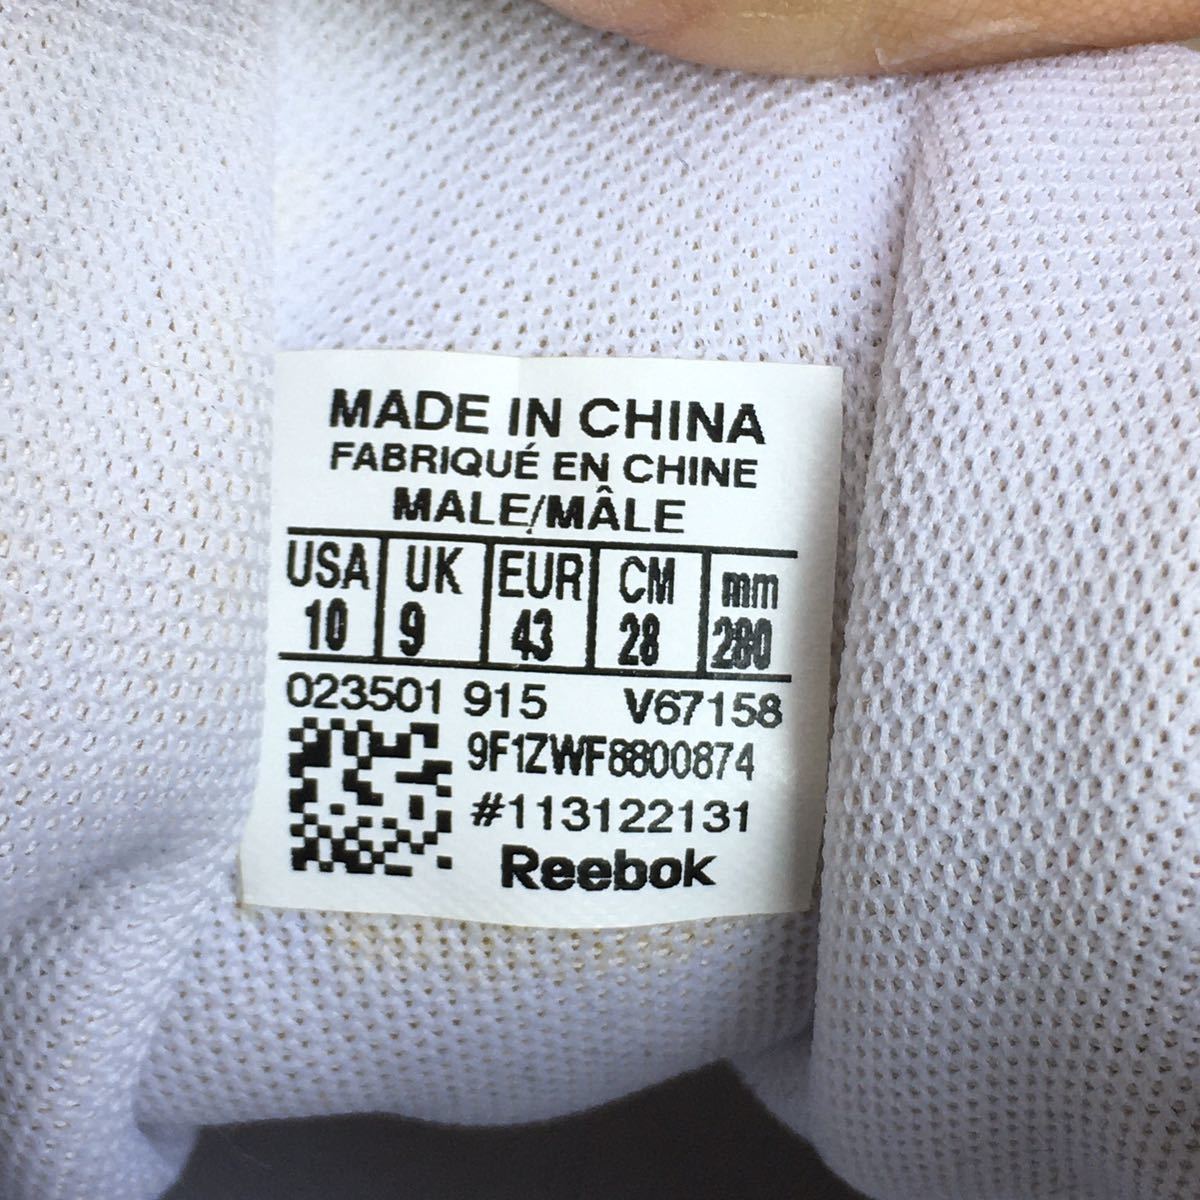 MADE IN CHINA
FABRIQUÉ EN CHINE
MALE/MÂLE
USA UK EUR CM mm
10 9 43 28 280
023501 915 V67158
9F1ZWF8800874
#113122131
Reebok